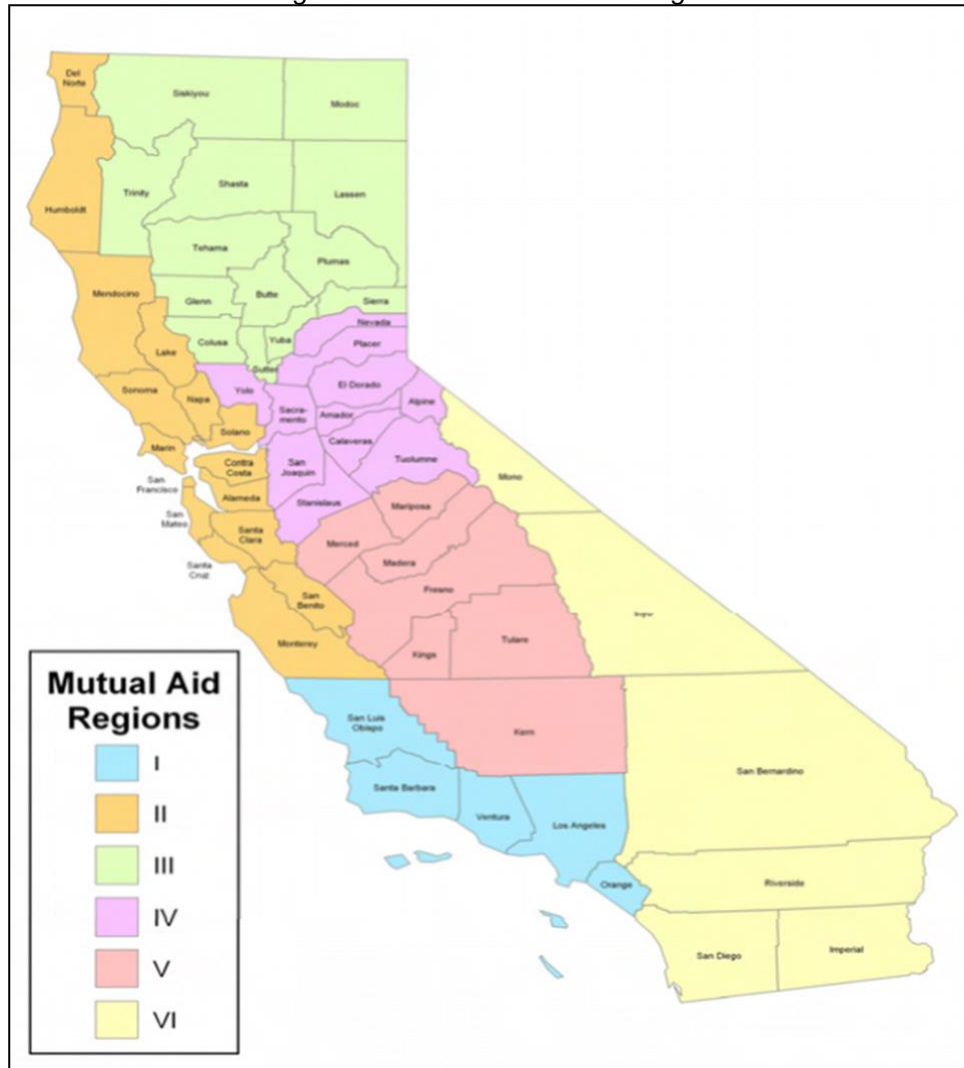 Del
Norte
Siskiyou
Modoc
Humboldt
Trinity
Shasta
Lassen
Tehama
Plumas
Mendocino
Glenn
Butte
Sierra
Lake
Colusa
Yuba
Nevada
Placer
Sutter
Sonoma
Napa
Yolo
El Dorado
Sacra-
mento
Amador
Alpine
Solano
Marin
Calaveras
Contra
Costa
San
Joaquin
Tuolumne
Mono
San
Francisco
Alameda
Stanislaus
Mariposa
San
Mateo
Santa
Clara
Merced
Madera
Santa
Cruz
San
Benito
Fresno
Monterey
Kings
Tulare
Mutual Aid
Regions
I
II
III
IV
V
VI
San Luis
Obispo
Kern
Santa Barbara
San Bernardino
Ventura
Los Angeles
Orange
Riverside
San Diego
Imperial